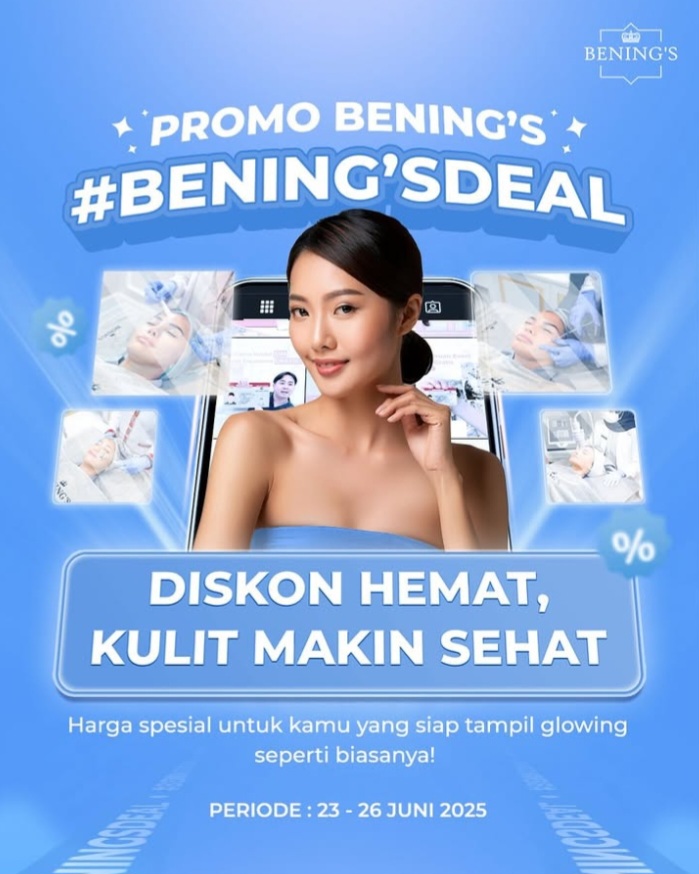 BENING'S
PROMO BENING'S
#BENING'SDEAL
DISKON HEMAT,
KULIT MAKIN SEHAT
Harga spesial untuk kamu yang siap tampil glowing
seperti biasanya!
PERIODE : 23 - 26 JUNI 2025